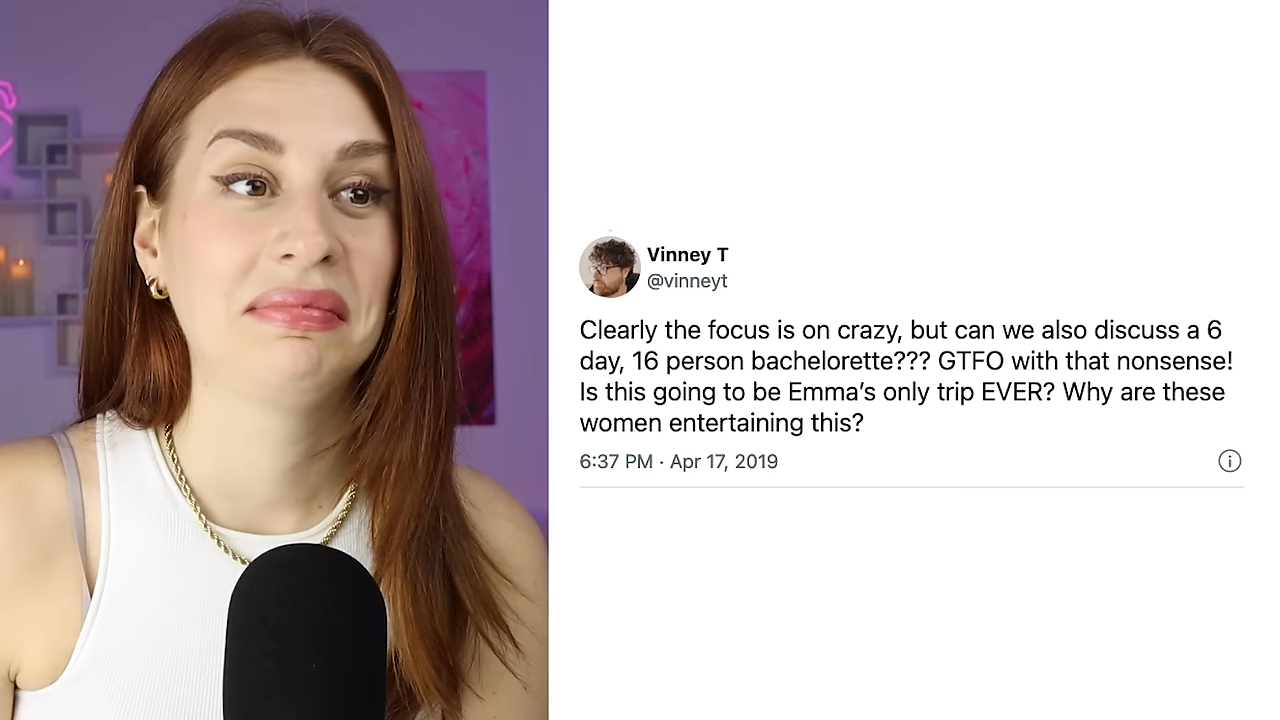 Vinney T
@vinneyt
Clearly the focus is on crazy, but can we also discuss a 6
day, 16 person bachelorette??? GTFO with that nonsense!
Is this going to be Emma's only trip EVER? Why are these
women entertaining this?
6:37 PM · Apr 17, 2019